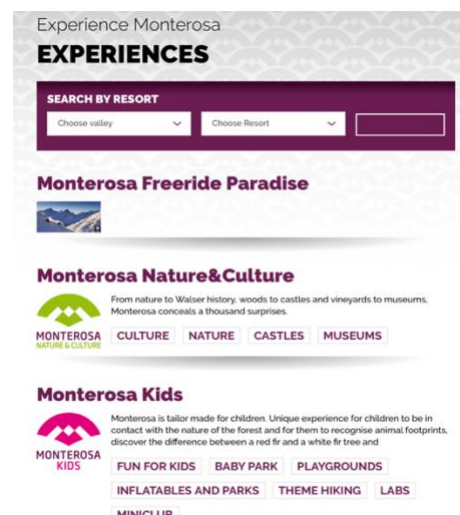 Experience Monterosa
EXPERIENCES
SEARCH BY RESORT
Choose valley
Choose Resort
Monterosa Freeride Paradise
Monterosa Nature&Culture
From nature to Walser history, woods to castles and vineyards to museums,
Monterosa conceals a thousand surprises.
MONTEROSA
NATURE & CULTURE
CULTURE NATURE CASTLES MUSEUMS
Monterosa Kids
Monterosa is tailor made for children. Unique experience for children to be in
contact with the nature of the forest and for them to recognise animal footprints,
discover the difference between a red fir and a white fir tree and
MONTEROSA
KIDS
FUN FOR KIDS BABY PARK PLAYGROUNDS
INFLATABLES AND PARKS THEME HIKING LABS
MINICLUB